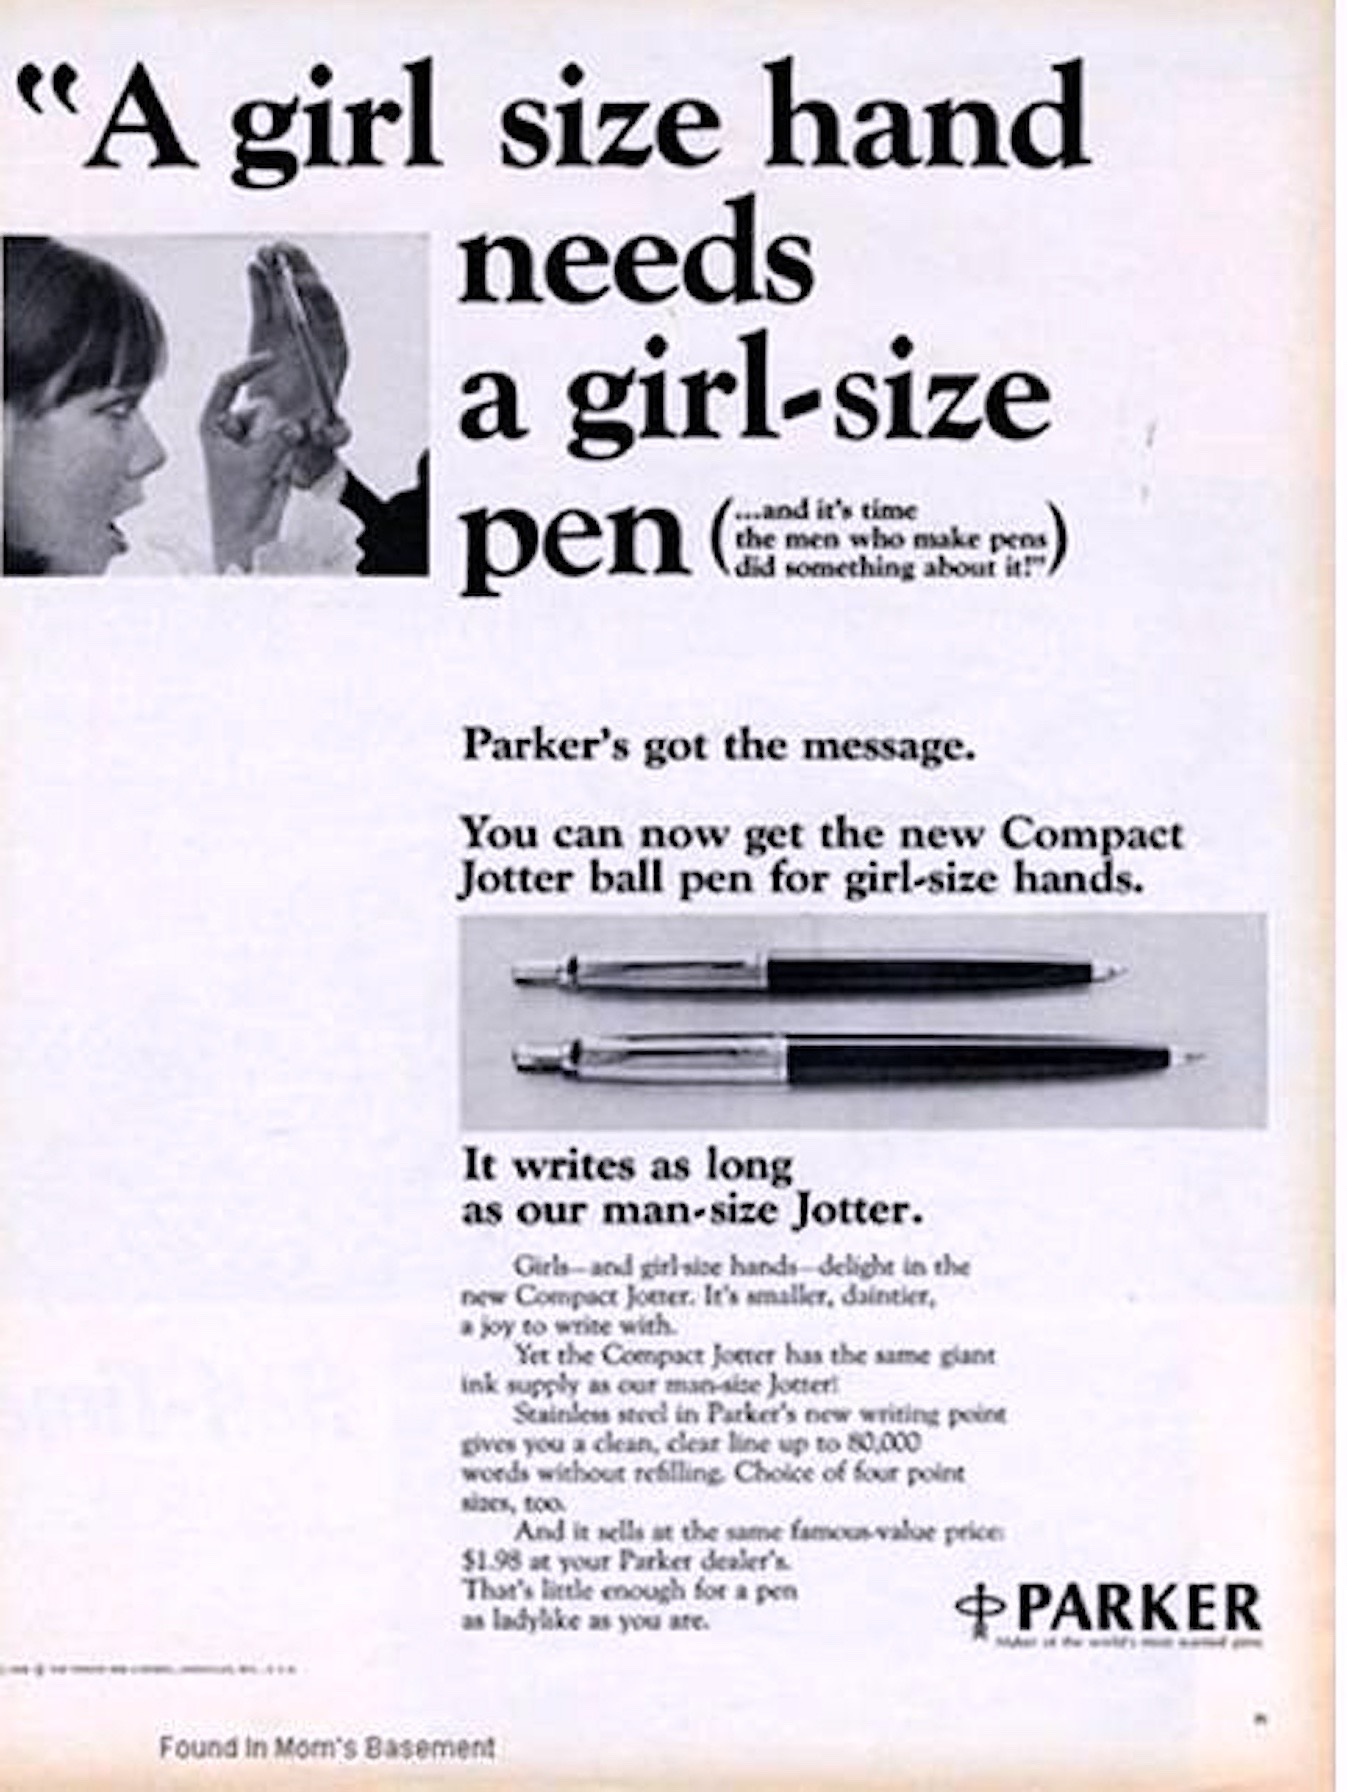 “A girl size hand
needs
a girl-size
pen (...and it's time
the men who make pens
did something about it!”)
Parker's got the message.
You can now get the new Compact
Jotter ball pen for girl-size hands.
It writes as long
as our man-size Jotter.
Girls—and girl-size hands—delight in the
new Compact Jotter. It's smaller, daintier,
a joy to write with.
Yet the Compact Jotter has the same giant
ink supply as our man-size Jotter!
Stainless steel in Parker's new writing point
gives you a clean, clear line up to 80,000
words without refilling. Choice of four point
sizes, too.
And it sells at the same famous-value price:
$1.98 at your Parker dealer's.
That's little enough for a pen
as ladylike as you are.
PARKER
Maker of the world's most wanted pens
Found In Mom's Basement